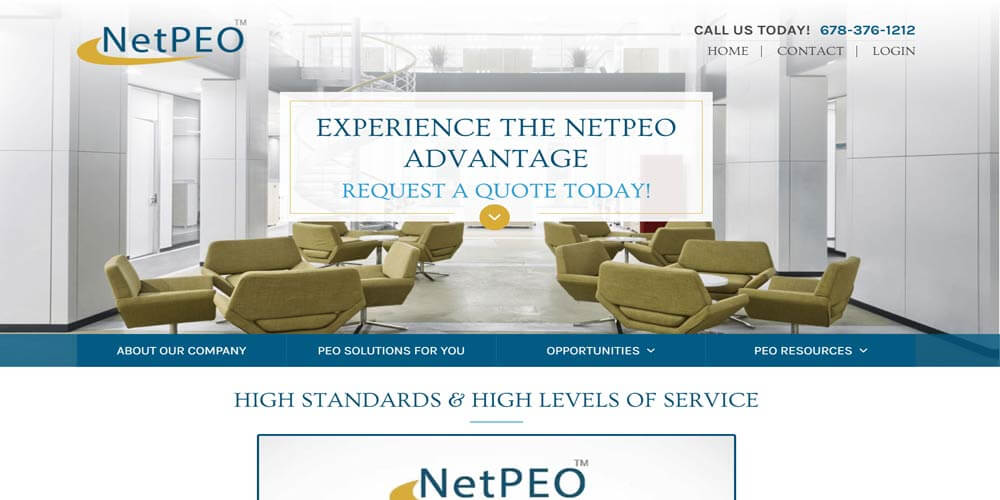 NetPEO™
CALL US TODAY! 678-376-1212
HOME | CONTACT | LOGIN
EXPERIENCE THE NETPEO
ADVANTAGE
REQUEST A QUOTE TODAY!
ABOUT OUR COMPANY PEO SOLUTIONS FOR YOU OPPORTUNITIES PEO RESOURCES
HIGH STANDARDS & HIGH LEVELS OF SERVICE
NetPEO™